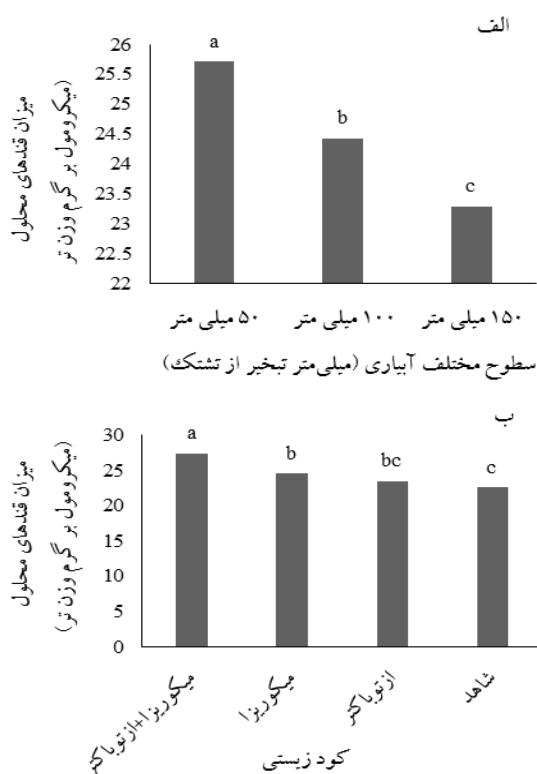 الف
میزان قندهای محلول
(میکرومول بر گرم وزن تر
26
25.5
25
24.5
24
23.5
23
22.5
22
a
b
c
۵۰ میلی متر
۱۰۰ میلی متر
۱۵۰ میلی متر
سطوح مختلف آبیاری (میلی‌متر تبخیر از تشتک)
ب
میزان قندهای محلول
(میکرومول بر گرم وزن تر)
30
25
20
15
10
5
0
a
b
bc
c
میکوریزا+ازتوباکتر
میکوریزا
ازتوباکتر
شاهد
کود زیستی